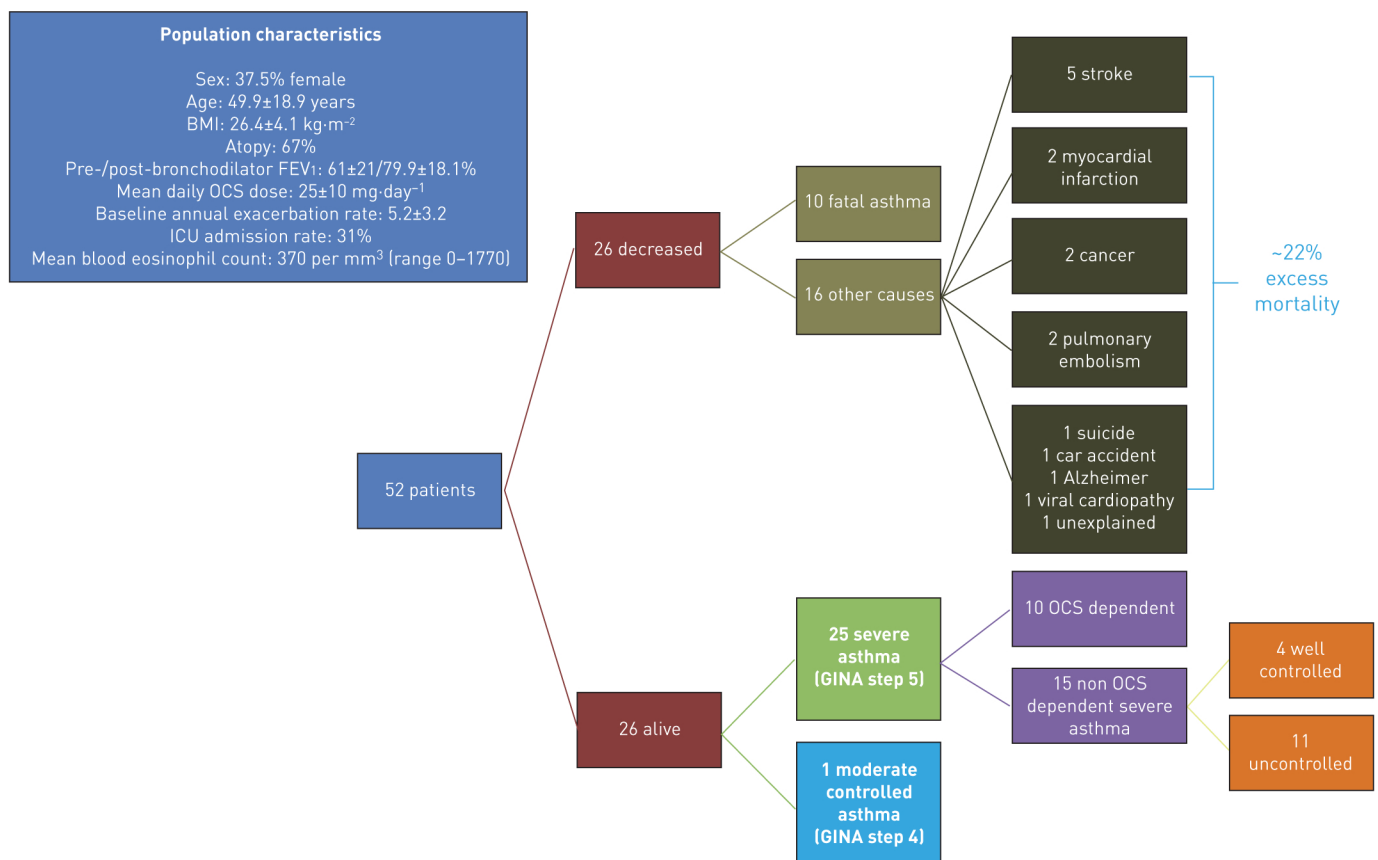 Population characteristics
Sex: 37.5% female
Age: 49.9±18.9 years
BMI: 26.4±4.1 kg·m⁻²
Atopy: 67%
Pre-/post-bronchodilator FEV1: 61±21/79.9±18.1%
Mean daily OCS dose: 25±10 mg·day⁻¹
Baseline annual exacerbation rate: 5.2±3.2
ICU admission rate: 31%
Mean blood eosinophil count: 370 per mm³ (range 0–1770)
52 patients
26 decreased
10 fatal asthma
16 other causes
5 stroke
2 myocardial
infarction
2 cancer
2 pulmonary
embolism
1 suicide
1 car accident
1 Alzheimer
1 viral cardiopathy
1 unexplained
~22%
excess
mortality
26 alive
25 severe
asthma
(GINA step 5)
1 moderate
controlled
asthma
(GINA step 4)
10 OCS dependent
15 non OCS
dependent severe
asthma
4 well
controlled
11
uncontrolled